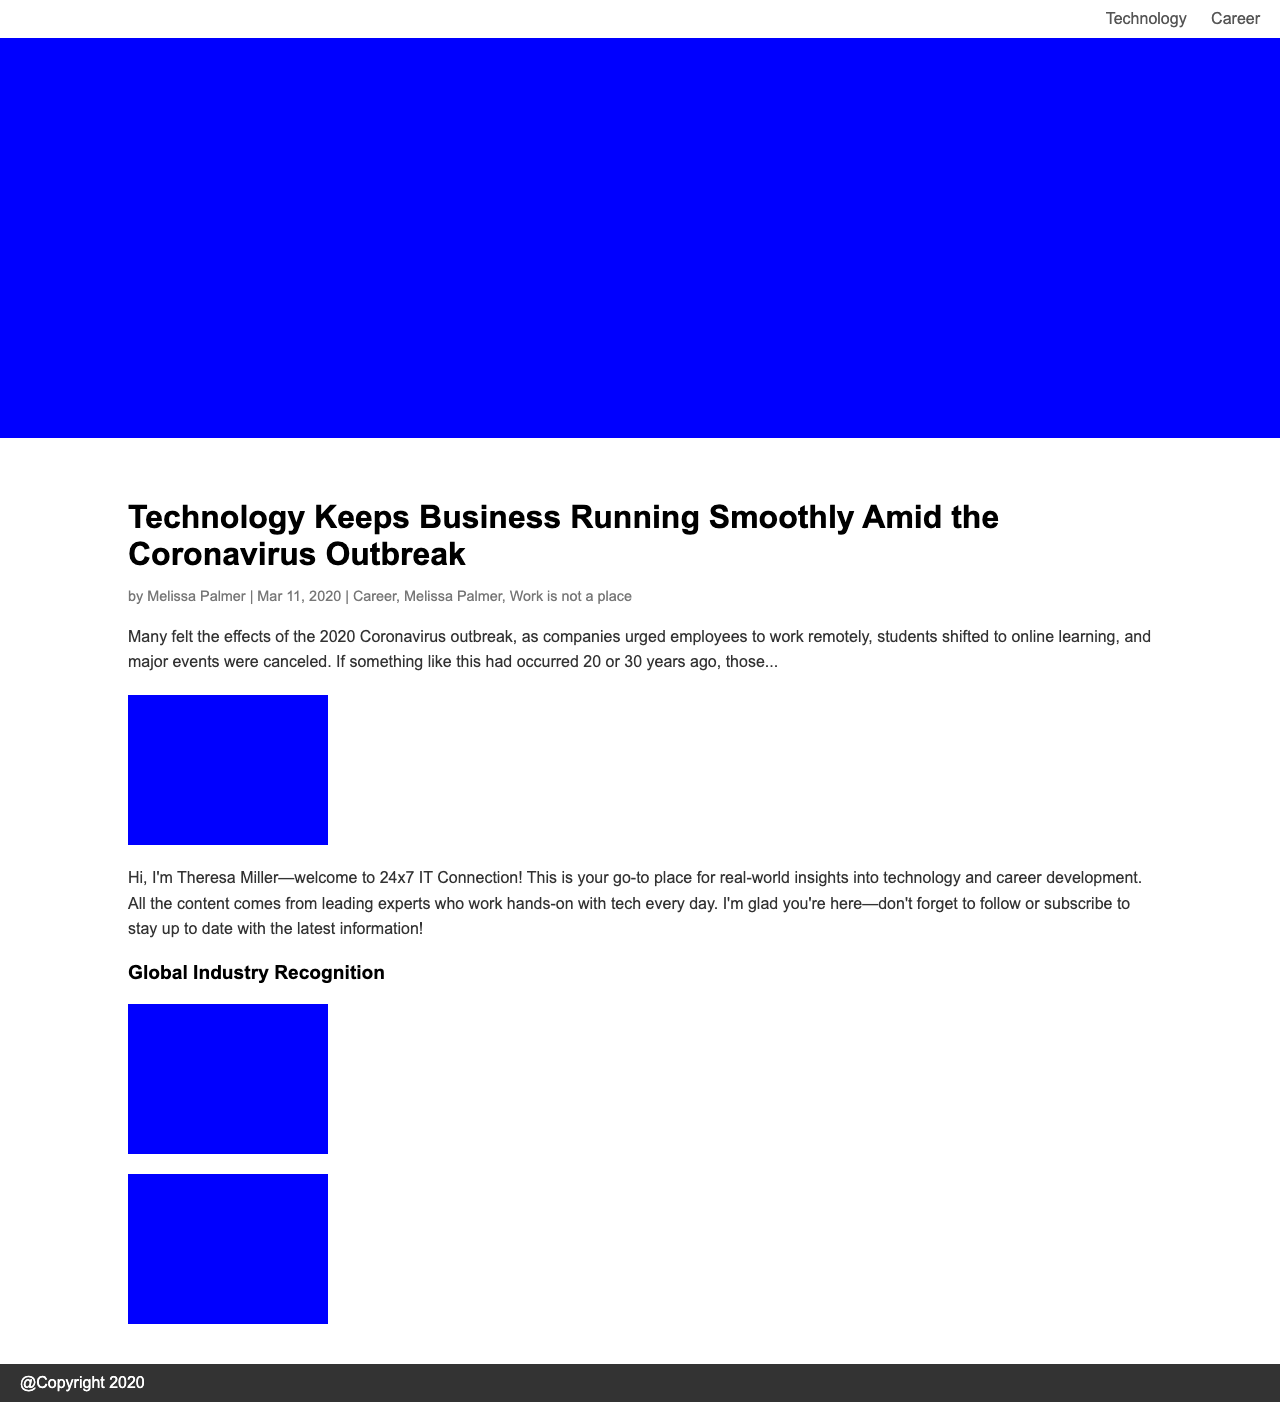 Technology Career
Technology Keeps Business Running Smoothly Amid the
Coronavirus Outbreak
by Melissa Palmer | Mar 11, 2020 | Career, Melissa Palmer, Work is not a place
Many felt the effects of the 2020 Coronavirus outbreak, as companies urged employees to work remotely, students shifted to online learning, and
major events were canceled. If something like this had occurred 20 or 30 years ago, those...
Hi, I'm Theresa Miller—welcome to 24x7 IT Connection! This is your go-to place for real-world insights into technology and career development.
All the content comes from leading experts who work hands-on with tech every day. I'm glad you're here—don't forget to follow or subscribe to
stay up to date with the latest information!
Global Industry Recognition
@Copyright 2020